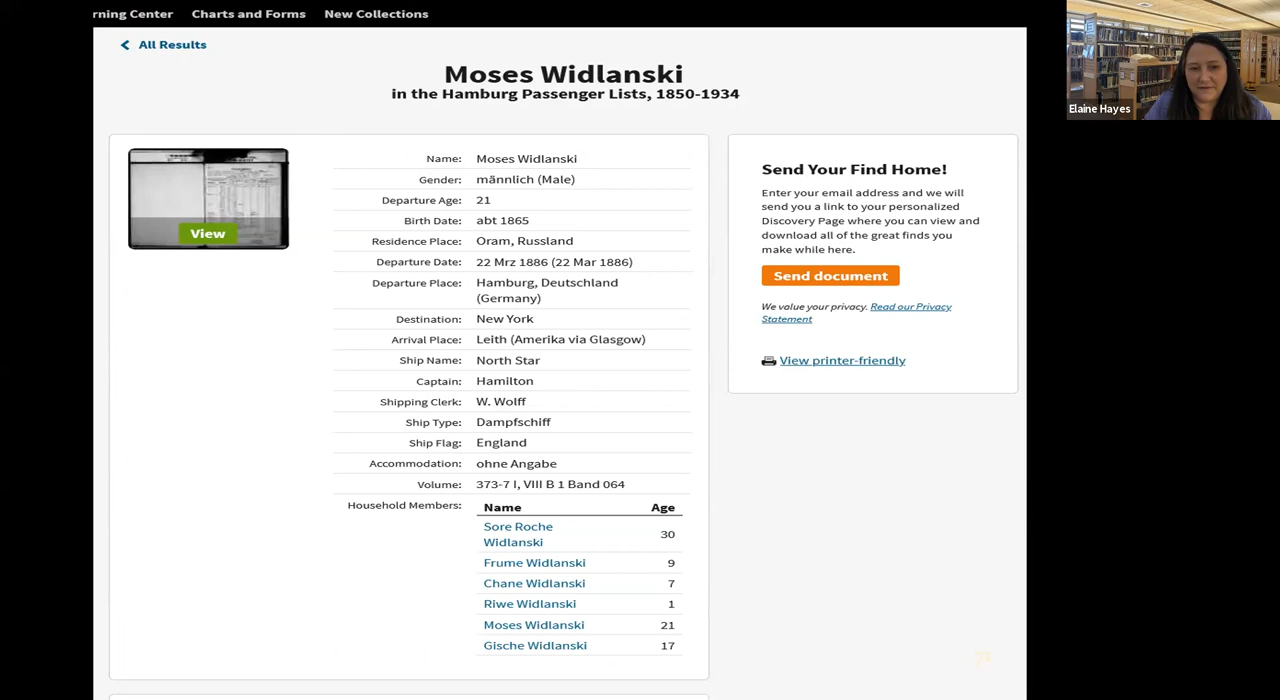 rning Center Charts and Forms New Collections
All Results
Moses Widlanski
in the Hamburg Passenger Lists, 1850-1934
View
Name: Moses Widlanski
Gender: männlich (Male)
Departure Age: 21
Birth Date: abt 1865
Residence Place: Oram, Russland
Departure Date: 22 Mrz 1886 (22 Mar 1886)
Departure Place: Hamburg, Deutschland
(Germany)
Destination: New York
Arrival Place: Leith (Amerika via Glasgow)
Ship Name: North Star
Captain: Hamilton
Shipping Clerk: W. Wolff
Ship Type: Dampfschiff
Ship Flag: England
Accommodation: ohne Angabe
Volume: 373-7 I, VIII B 1 Band 064
Household Members: Name Age
Sore Roche
Widlanski 30
Frume Widlanski 9
Chane Widlanski 7
Riwe Widlanski 1
Moses Widlanski 21
Gische Widlanski 17
Send Your Find Home!
Enter your email address and we will
send you a link to your personalized
Discovery Page where you can view and
download all of the great finds you
make while here.
Send document
We value your privacy. Read our Privacy
Statement
View printer-friendly
Elaine Hayes